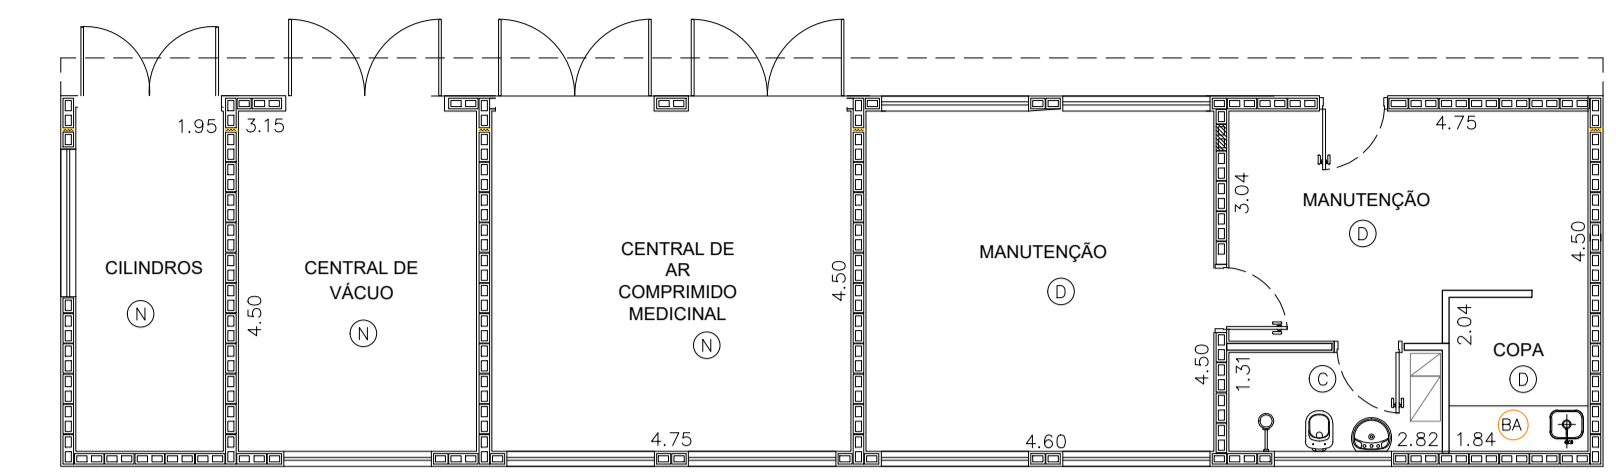 1.95
3.15
4.75
3.04
MANUTENÇÃO
D
4.50
CILINDROS
N
CENTRAL DE
VÁCUO
N
4.50
CENTRAL DE
AR
COMPRIMIDO
MEDICINAL
N
4.50
MANUTENÇÃO
D
4.50
2.04
COPA
D
1.31
C
BA
4.75
4.60
2.82
1.84